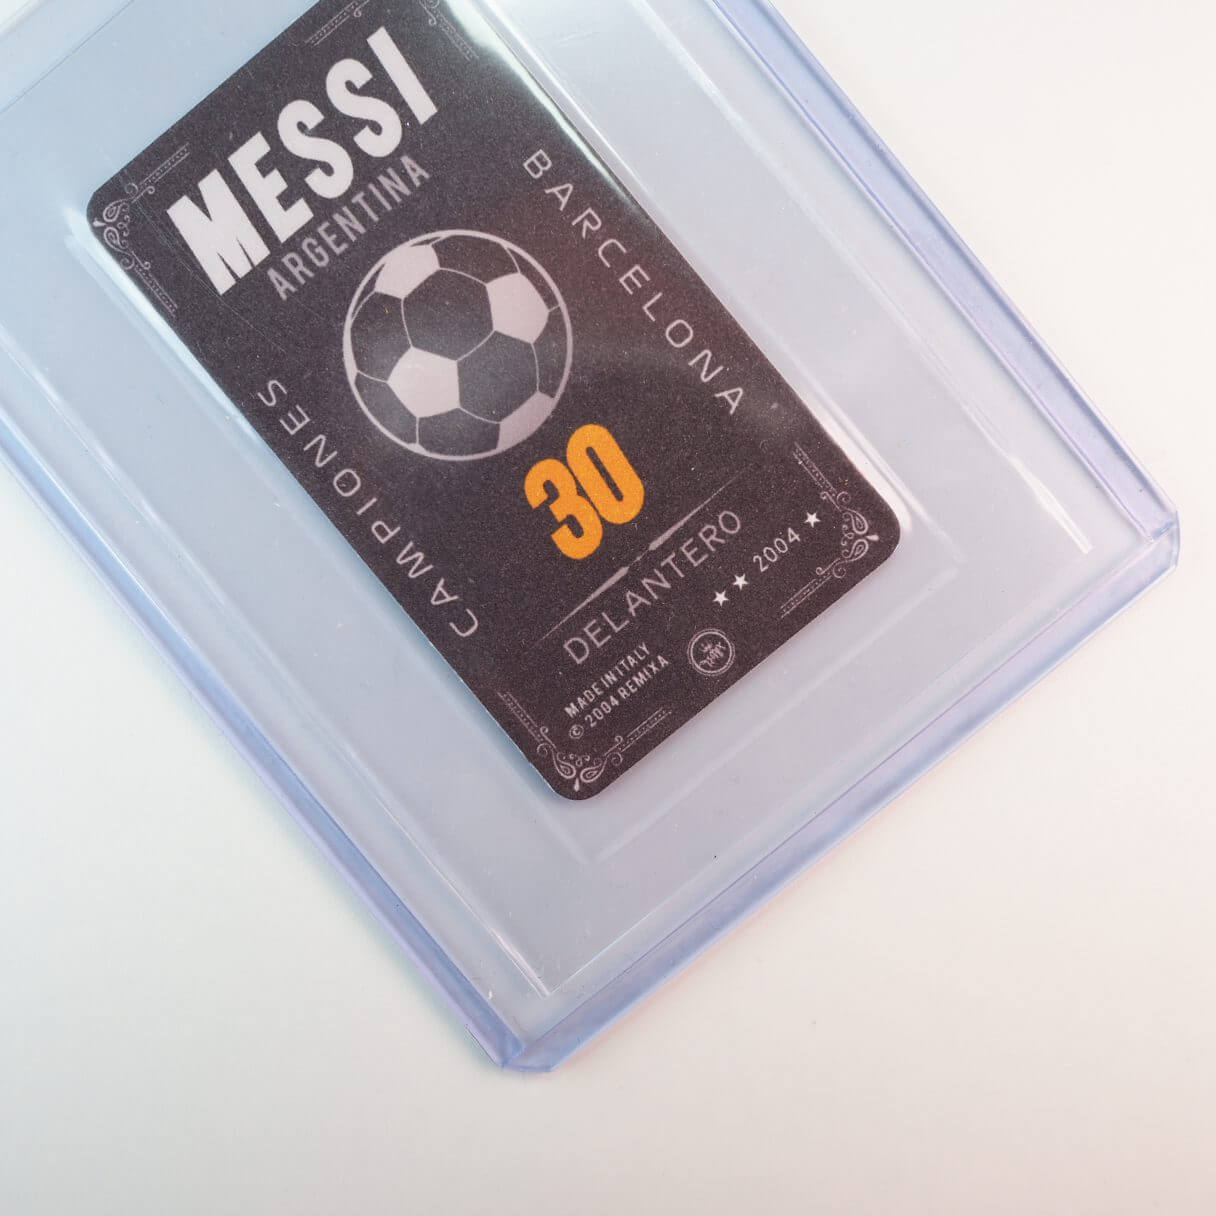 MESSI
ARGENTINA
BARCELONA
CAMPIONES
30
DELANTERO
★ ★ 2004 ★
MADE IN ITALY
© 2004 REMIXA